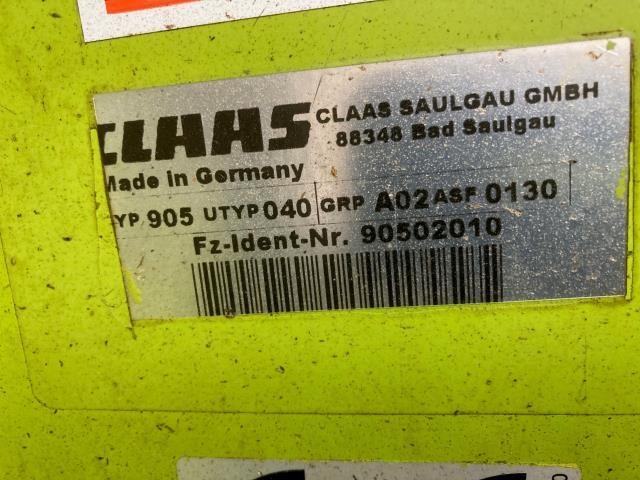 CLAAS CLAAS SAULGAU GMBH
88348 Bad Saulgau
Made in Germany
YP 905 UTYP 040 GRP A02 ASF 0130
Fz-Ident-Nr. 90502010